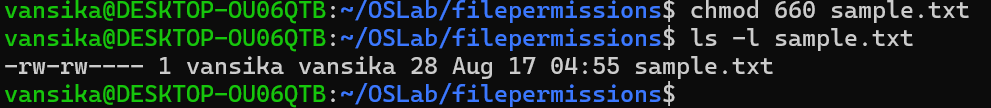 vansika@DESKTOP-OU06QTB:~/OSLab/filepermissions$ chmod 660 sample.txt
vansika@DESKTOP-OU06QTB:~/OSLab/filepermissions$ ls -l sample.txt
-rw-rw---- 1 vansika vansika 28 Aug 17 04:55 sample.txt
vansika@DESKTOP-OU06QTB:~/OSLab/filepermissions$